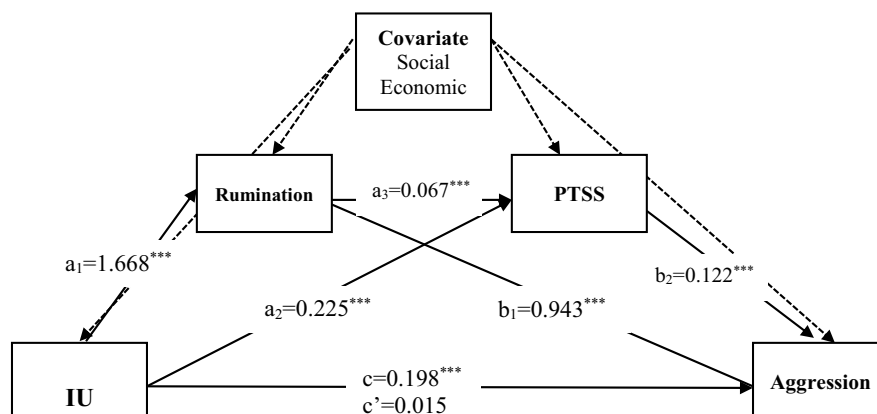 Covariate
Social
Economic
Rumination
a₃=0.067***
PTSS
a₁=1.668***
b₂=0.122***
a₂=0.225***
b₁=0.943***
IU
c=0.198***
c’=0.015
Aggression